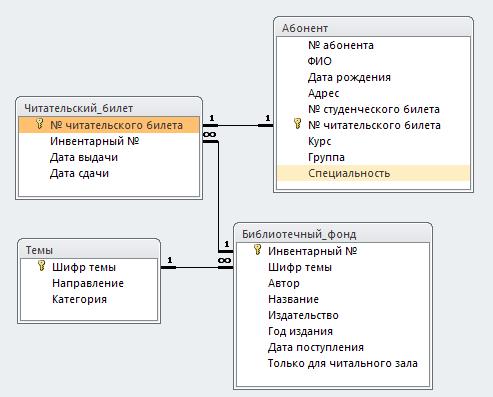 Абонент
№ абонента
ФИО
Дата рождения
Адрес
№ студенческого билета
№ читательского билета
Курс
Группа
Специальность
Читательский_билет
№ читательского билета
Инвентарный №
Дата выдачи
Дата сдачи
1
1
∞
Библиотечный_фонд
Инвентарный №
Шифр темы
Автор
Название
Издательство
Год издания
Дата поступления
Только для читального зала
Темы
Шифр темы
Направление
Категория
1
1
∞